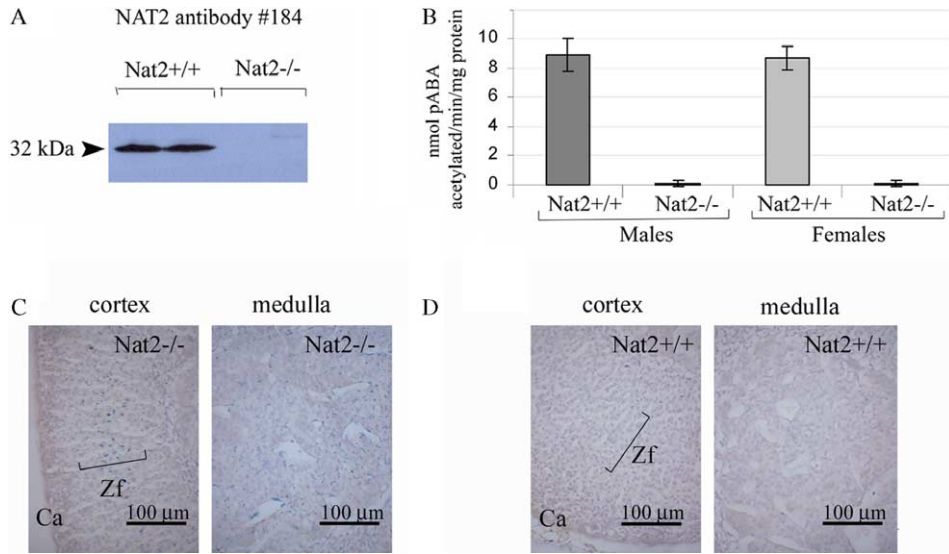 A
NAT2 antibody #184
Nat2+/+ Nat2-/-
32 kDa
B
nmol pABA
acetylated/min/mg protein
10
8
6
4
2
0
Nat2+/+ Nat2-/- Nat2+/+ Nat2-/-
Males Females
C
cortex medulla
Nat2-/- Nat2-/-
Zf
Ca
100 µm 100 µm
D
cortex medulla
Nat2+/+ Nat2+/+
Zf
Ca
100 µm 100 µm